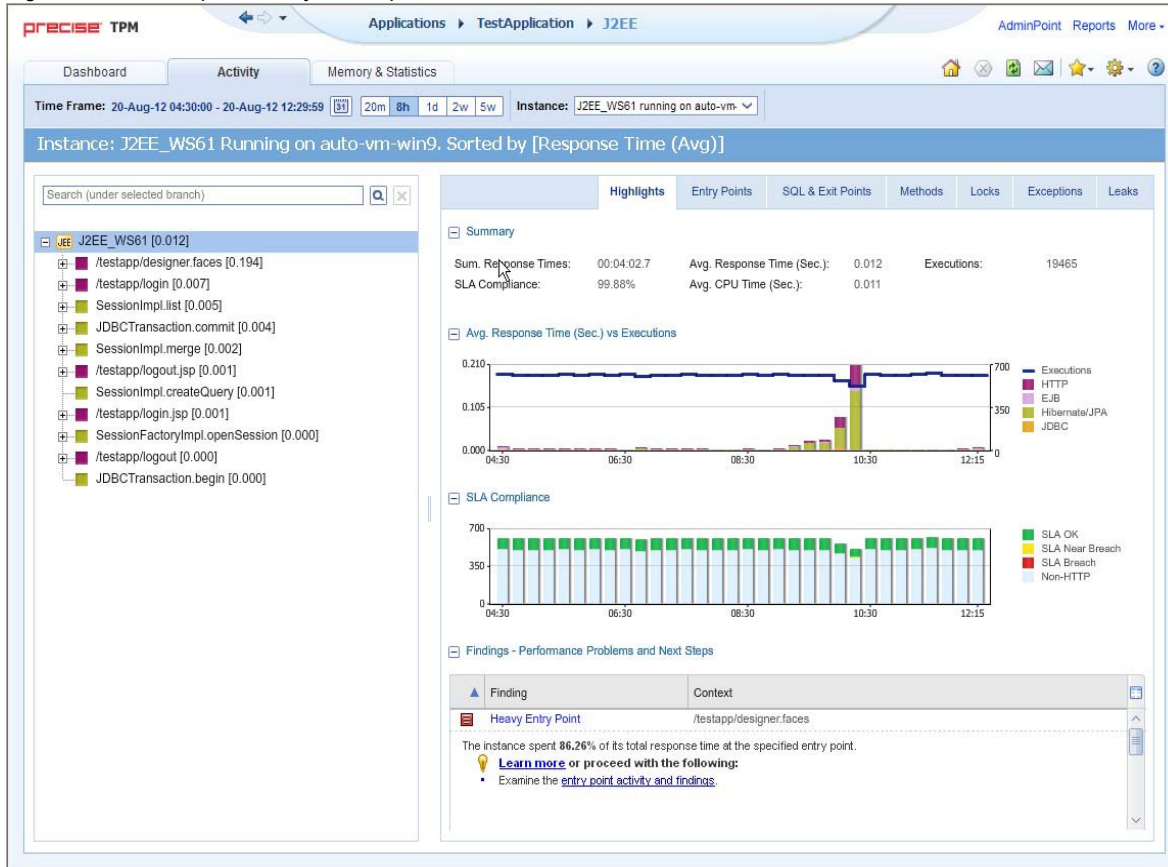 precise TPM
Applications TestApplication J2EE
AdminPoint Reports More
Dashboard Activity Memory & Statistics
Time Frame: 20-Aug-12 04:30:00 - 20-Aug-12 12:29:59 31 20m 8h 1d 2w 5w Instance: J2EE_WS61 running on auto-vm-
Instance: J2EE_WS61 Running on auto-vm-win9. Sorted by [Response Time (Avg)]
Search (under selected branch)
JEE J2EE_WS61 [0.012]
/testapp/designer.faces [0.194]
/testapp/login [0.007]
SessionImpl.list [0.005]
JDBCTransaction.commit [0.004]
SessionImpl.merge [0.002]
/testapp/logout.jsp [0.001]
SessionImpl.createQuery [0.001]
/testapp/login.jsp [0.001]
SessionFactoryImpl.openSession [0.000]
/testapp/logout [0.000]
JDBCTransaction.begin [0.000]
Highlights Entry Points SQL & Exit Points Methods Locks Exceptions Leaks
Summary
Sum. Response Times: 00:04:02.7 Avg. Response Time (Sec.): 0.012 Executions: 19465
SLA Compliance: 99.88% Avg. CPU Time (Sec.): 0.011
Avg. Response Time (Sec.) vs Executions
0.210
0.105
0.000
700
350
0
04:30 06:30 08:30 10:30 12:15
Executions
HTTP
EJB
Hibernate/JPA
JDBC
SLA Compliance
700
350
0
04:30 06:30 08:30 10:30 12:15
SLA OK
SLA Near Breach
SLA Breach
Non-HTTP
Findings - Performance Problems and Next Steps
Finding Context
Heavy Entry Point /testapp/designer.faces
The instance spent 86.26% of its total response time at the specified entry point.
Learn more or proceed with the following:
Examine the entry point activity and findings.